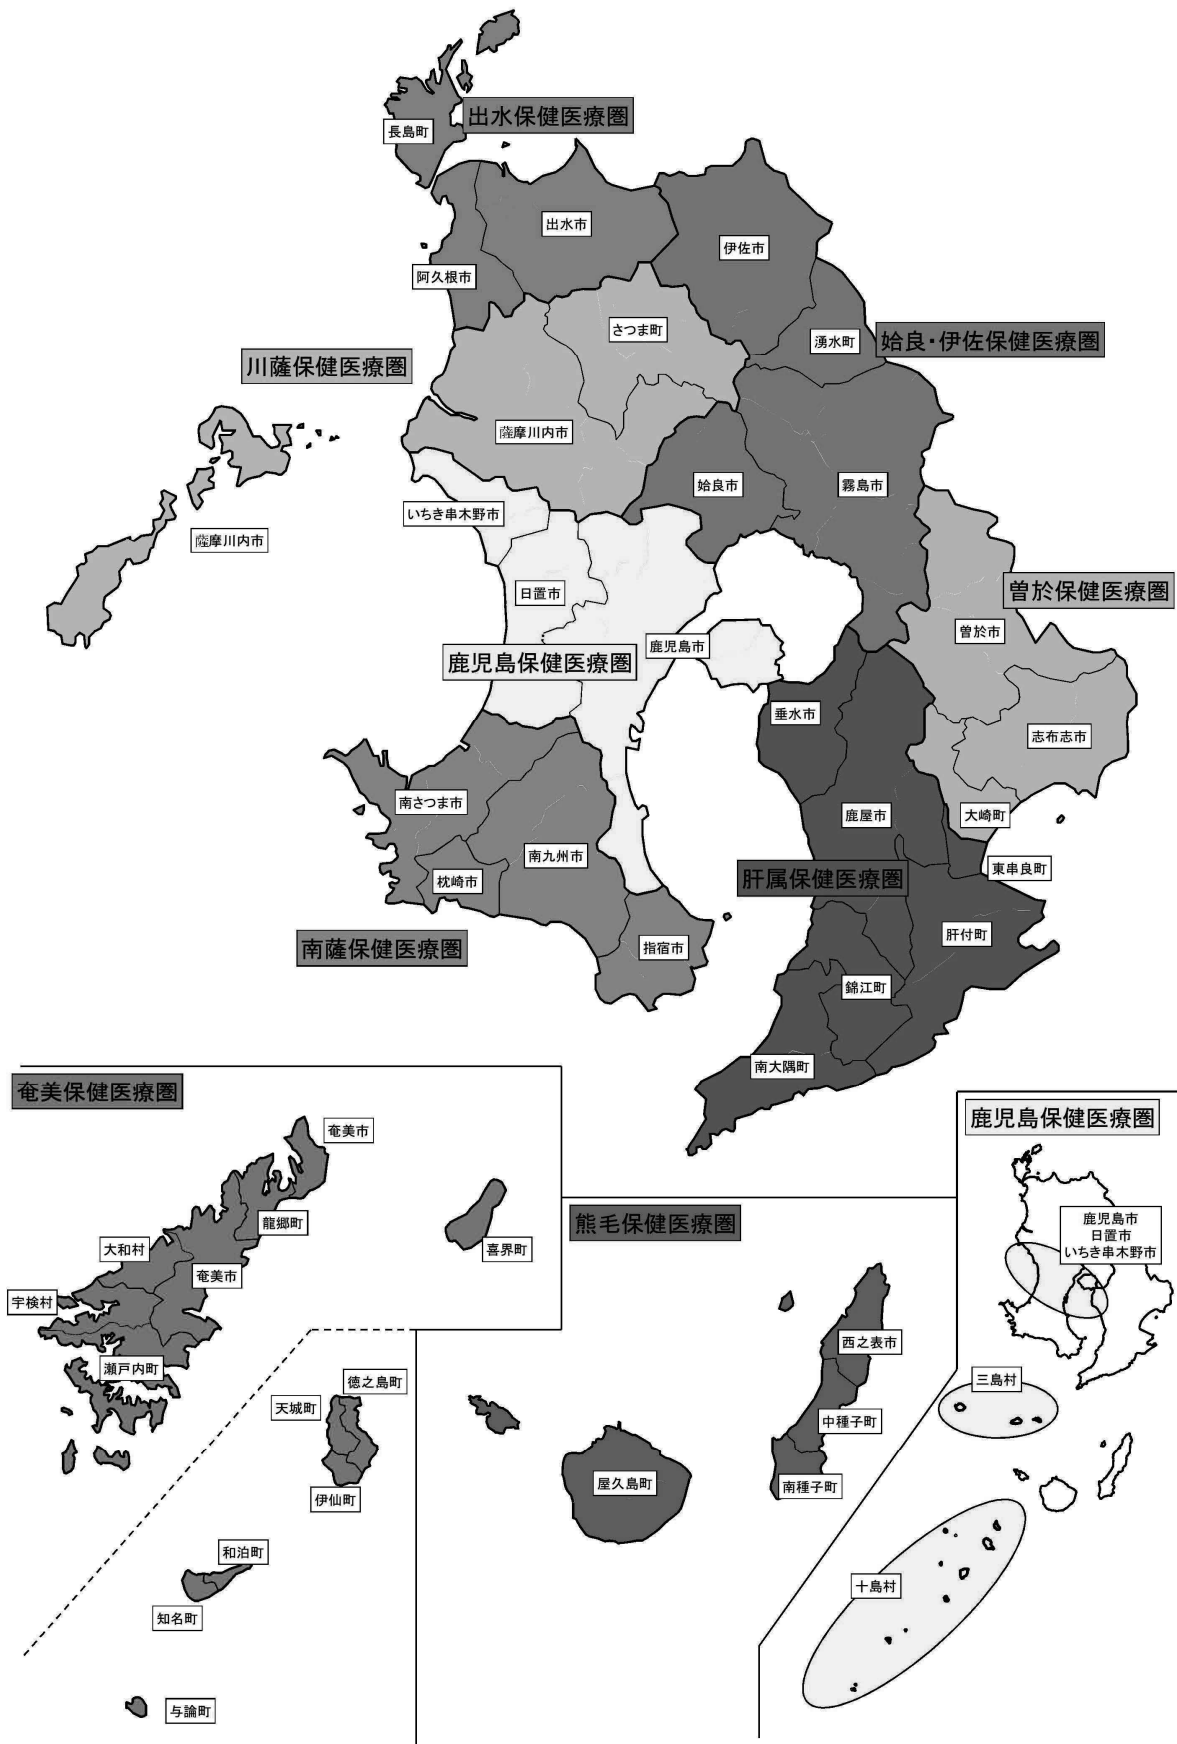 出水保健医療圏
長島町
出水市
伊佐市
阿久根市
さつま町
湧水町
姶良・伊佐保健医療圏
川薩保健医療圏
薩摩川内市
姶良市
霧島市
いちき串木野市
薩摩川内市
日置市
曽於保健医療圏
曽於市
鹿児島市
鹿児島保健医療圏
垂水市
志布志市
南さつま市
鹿屋市
大崎町
南九州市
東串良町
枕崎市
肝属保健医療圏
肝付町
南薩保健医療圏
指宿市
錦江町
南大隅町
奄美保健医療圏
奄美市
龍郷町
大和村
喜界町
奄美市
宇検村
瀬戸内町
徳之島町
天城町
伊仙町
和泊町
知名町
与論町
熊毛保健医療圏
西之表市
中種子町
屋久島町
南種子町
鹿児島保健医療圏
鹿児島市
日置市
いちき串木野市
三島村
十島村